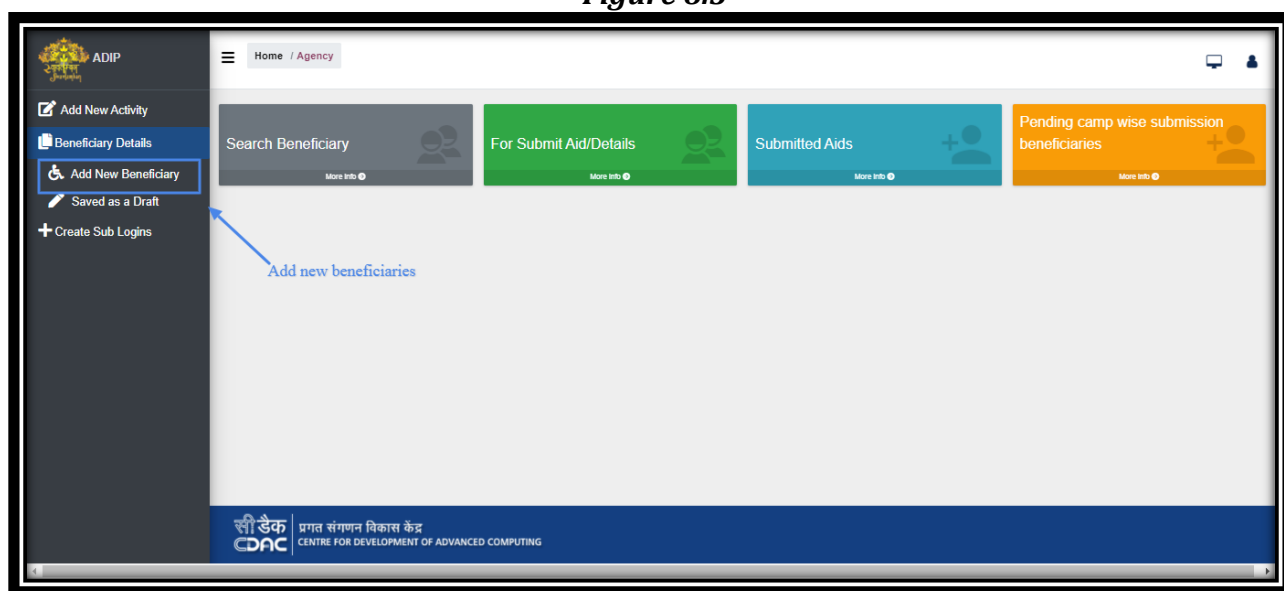 ADIP
Home / Agency
Add New Activity
Beneficiary Details
Add New Beneficiary
Saved as a Draft
Create Sub Logins
Search Beneficiary
More Info
For Submit Aid/Details
More Info
Submitted Aids
More Info
Pending camp wise submission
beneficiaries
More Info
Add new beneficiaries
सी डैक
CDAC
प्रगत संगणन विकास केंद्र
CENTRE FOR DEVELOPMENT OF ADVANCED COMPUTING